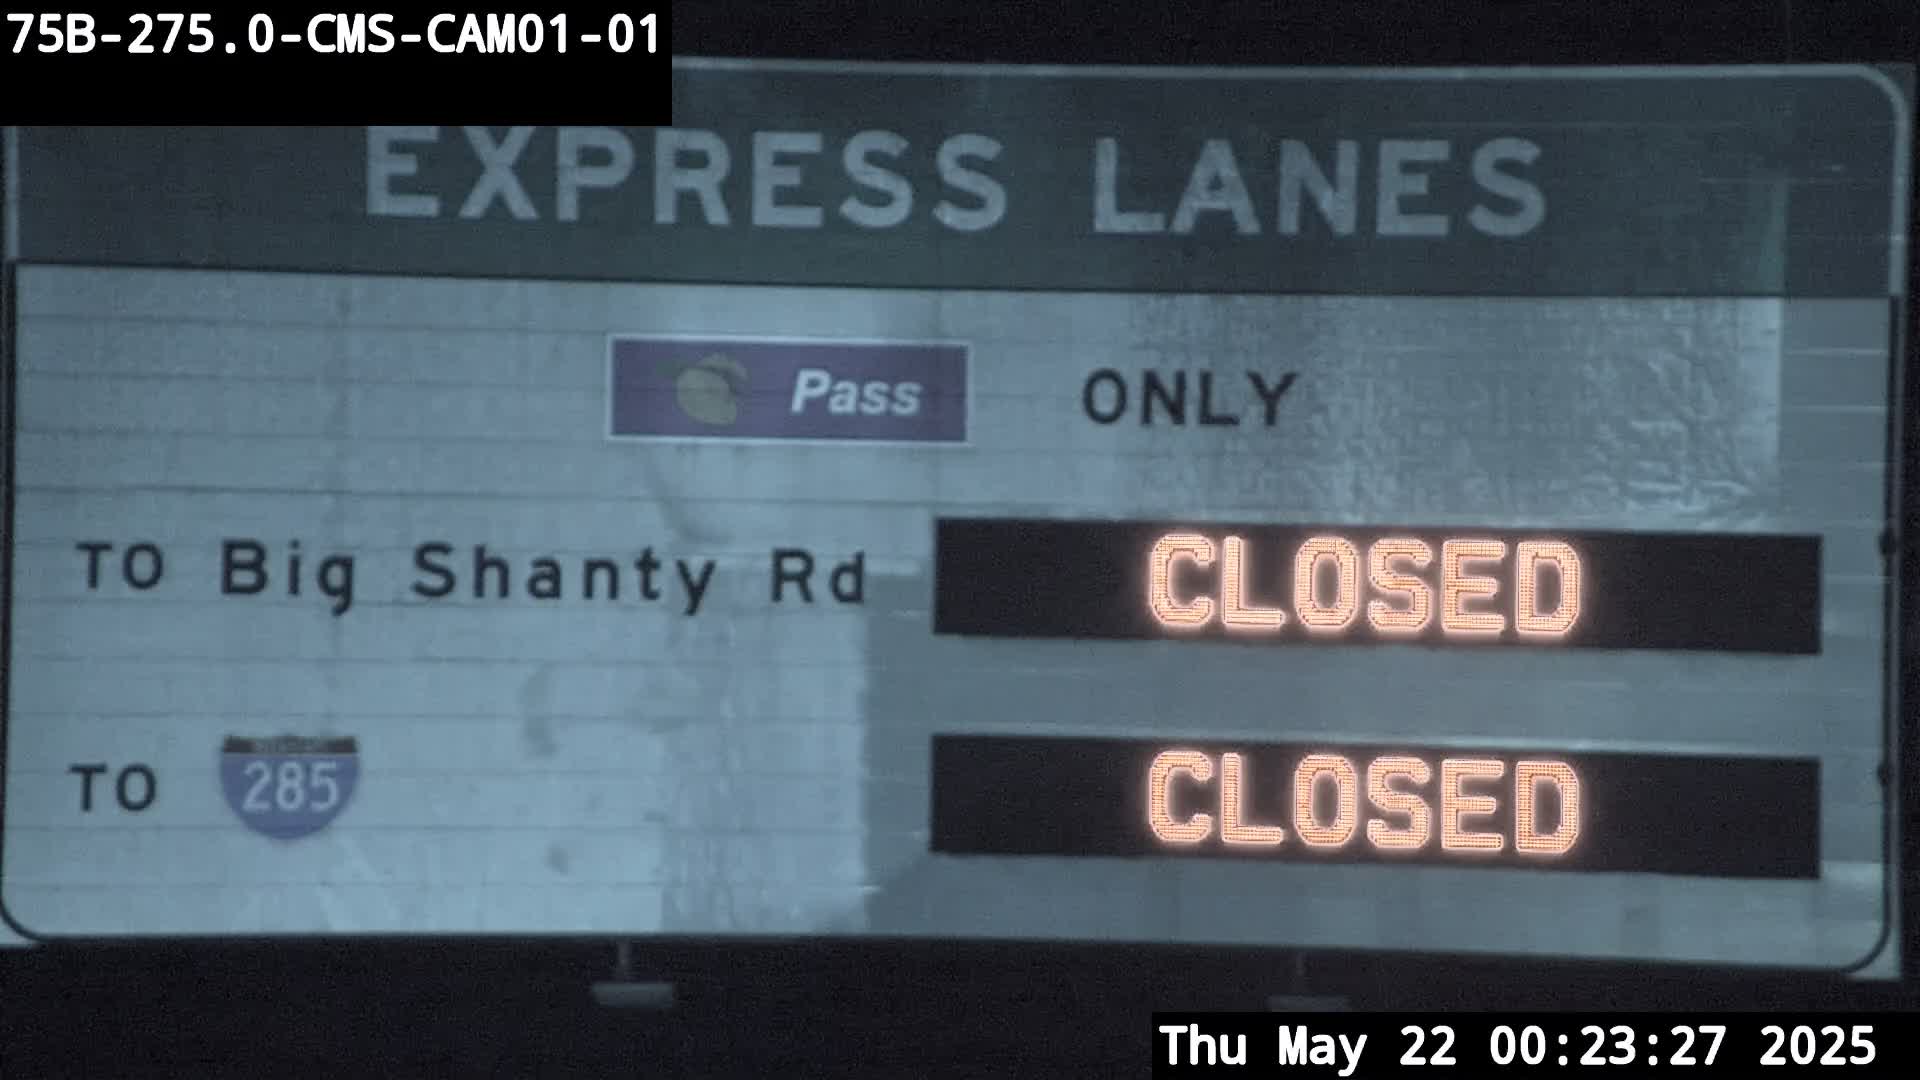 75B-275.0-CMS-CAM01-01
EXPRESS LANES
Pass ONLY
TO Big Shanty Rd CLOSED
TO 285 CLOSED
Thu May 22 00:23:27 2025